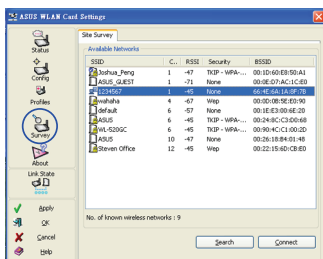 ASUS WLAN Card Settings
Status
Config
Profiles
Survey
About
Link State
Apply
OK
Cancel
Help
Site Survey
Available Networks
SSID C.. RSSI Security BSSID
Joshua_Peng 1 -47 TKIP - WPA-... 00:1D:60:E8:50:A1
ASUS_GUEST 1 -71 None 00:0E:D7:AC:1C:E0
1234567 1 -45 None 66:4E:6A:1A:8F:7B
wahaha 4 -67 Wep 00:0D:0B:5E:E0:90
default 6 -57 None 00:1E:E3:00:6E:20
ASUS 6 -45 TKIP - WPA-... 00:24:8C:C3:D0:68
WL-520GC 6 -45 TKIP - WPA-... 00:90:4C:C1:00:2D
ASUS 10 -47 None 00:26:18:84:01:48
Steven Office 12 -45 Wep 00:22:15:6D:CB:E0
No. of known wireless networks : 9
Search
Connect